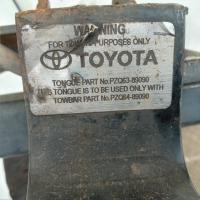 WARNING
FOR PURPOSES ONLY
TOYOTA
TONGUE PART No.PZQ63-89090
THIS TONGUE IS TO BE USED ONLY WITH
TOWBAR PART No.PZQ64-89090